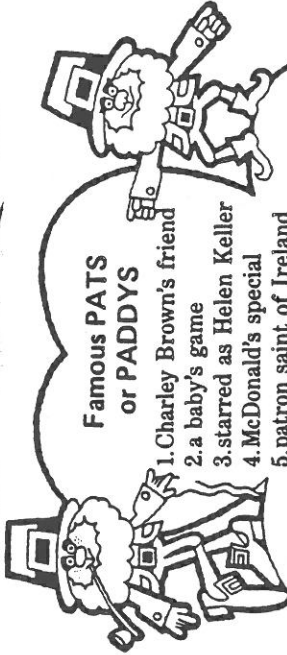 Famous PATS
or PADDYS
1. Charley Brown's friend
2. a baby's game
3. starred as Helen Keller
4. McDonald's special
5. patron saint of Ireland